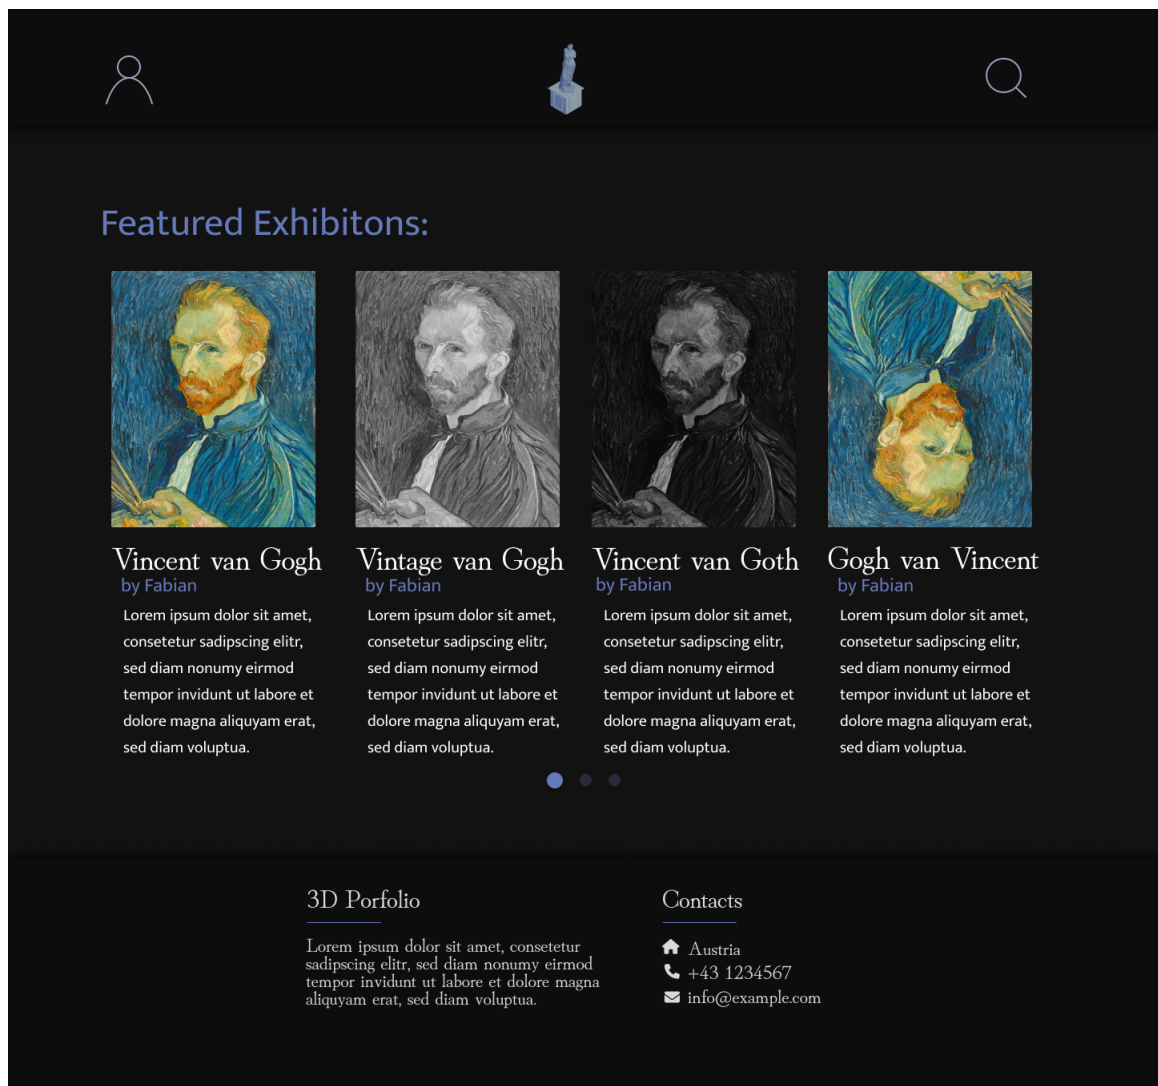 Featured Exhibitons:
Vincent van Gogh
by Fabian
Lorem ipsum dolor sit amet,
consetetur sadipscing elitr,
sed diam nonumy eirmod
tempor invidunt ut labore et
dolore magna aliquyam erat,
sed diam voluptua.
Vintage van Gogh
by Fabian
Lorem ipsum dolor sit amet,
consetetur sadipscing elitr,
sed diam nonumy eirmod
tempor invidunt ut labore et
dolore magna aliquyam erat,
sed diam voluptua.
Vincent van Goth
by Fabian
Lorem ipsum dolor sit amet,
consetetur sadipscing elitr,
sed diam nonumy eirmod
tempor invidunt ut labore et
dolore magna aliquyam erat,
sed diam voluptua.
Gogh van Vincent
by Fabian
Lorem ipsum dolor sit amet,
consetetur sadipscing elitr,
sed diam nonumy eirmod
tempor invidunt ut labore et
dolore magna aliquyam erat,
sed diam voluptua.
3D Porfolio
Lorem ipsum dolor sit amet, consetetur
sadipscing elitr, sed diam nonumy eirmod
tempor invidunt ut labore et dolore magna
aliquyam erat, sed diam voluptua.
Contacts
Austria
+43 1234567
info@example.com